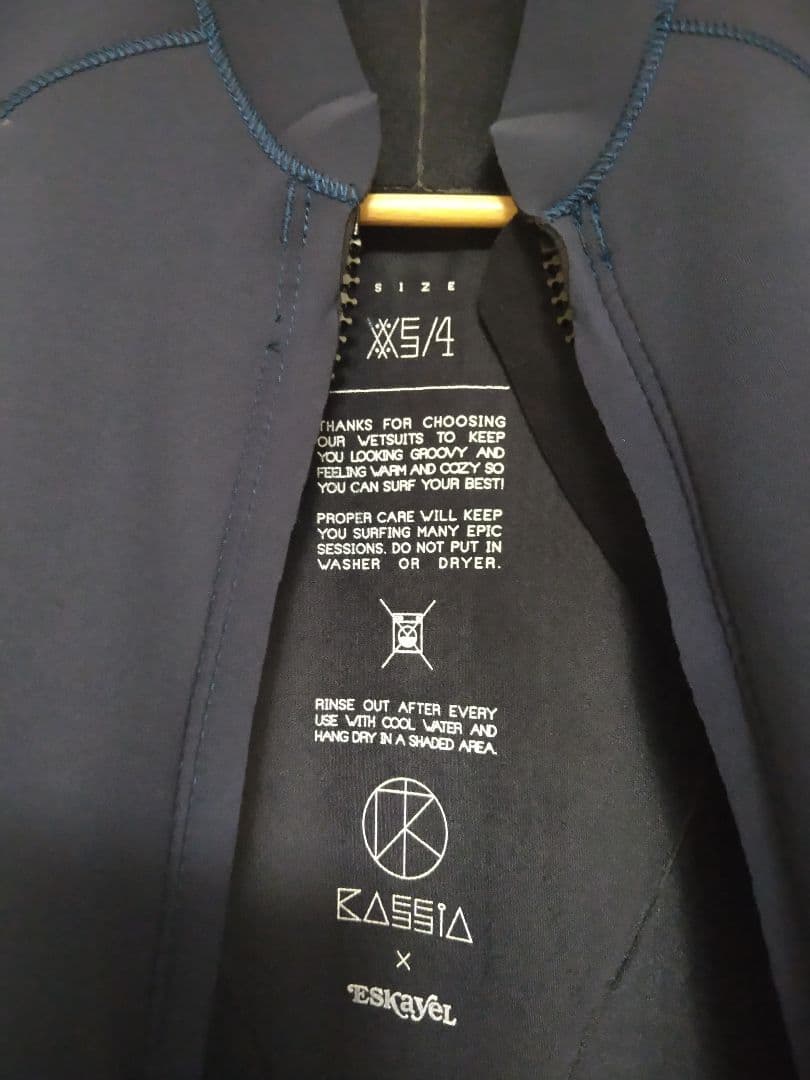 SIZE
XXS/4
THANKS FOR CHOOSING
OUR WETSUITS TO KEEP
YOU LOOKING GROOVY AND
FEELING WARM AND COZY SO
YOU CAN SURF YOUR BEST!
PROPER CARE WILL KEEP
YOU SURFING MANY EPIC
SESSIONS. DO NOT PUT IN
WASHER OR DRYER.
RINSE OUT AFTER EVERY
USE WITH COOL WATER AND
HANG DRY IN A SHADED AREA.
KASSIA
X
ESKayeL